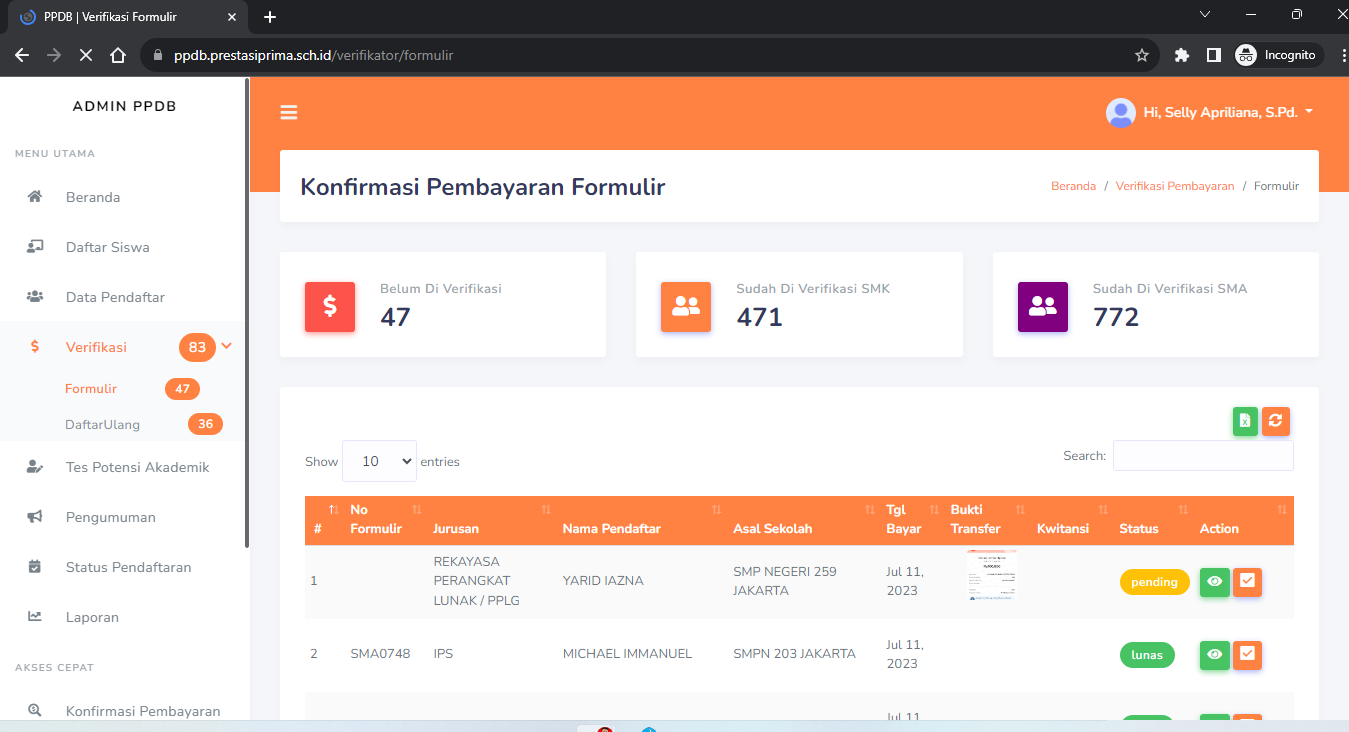 PPDB | Verifikasi Formulir
ppdb.prestasiprima.sch.id/verifikator/formulir
Incognito
ADMIN PPDB
Hi, Selly Apriliana, S.Pd.
MENU UTAMA
Beranda
Daftar Siswa
Data Pendaftar
Verifikasi 83
Formulir 47
DaftarUlang 36
Tes Potensi Akademik
Pengumuman
Status Pendaftaran
Laporan
AKSES CEPAT
Konfirmasi Pembayaran
Konfirmasi Pembayaran Formulir
Beranda / Verifikasi Pembayaran / Formulir
Belum Di Verifikasi
47
Sudah Di Verifikasi SMK
471
Sudah Di Verifikasi SMA
772
Show 10 entries
Search:
# No Formulir Jurusan Nama Pendaftar Asal Sekolah Tgl Bayar Bukti Transfer Kwitansi Status Action
1 REKAYASA PERANGKAT LUNAK / PPLG YARID IAZNA SMP NEGERI 259 JAKARTA Jul 11, 2023 pending
2 SMA0748 IPS MICHAEL IMMANUEL SMPN 203 JAKARTA Jul 11, 2023 lunas
Jul 11,